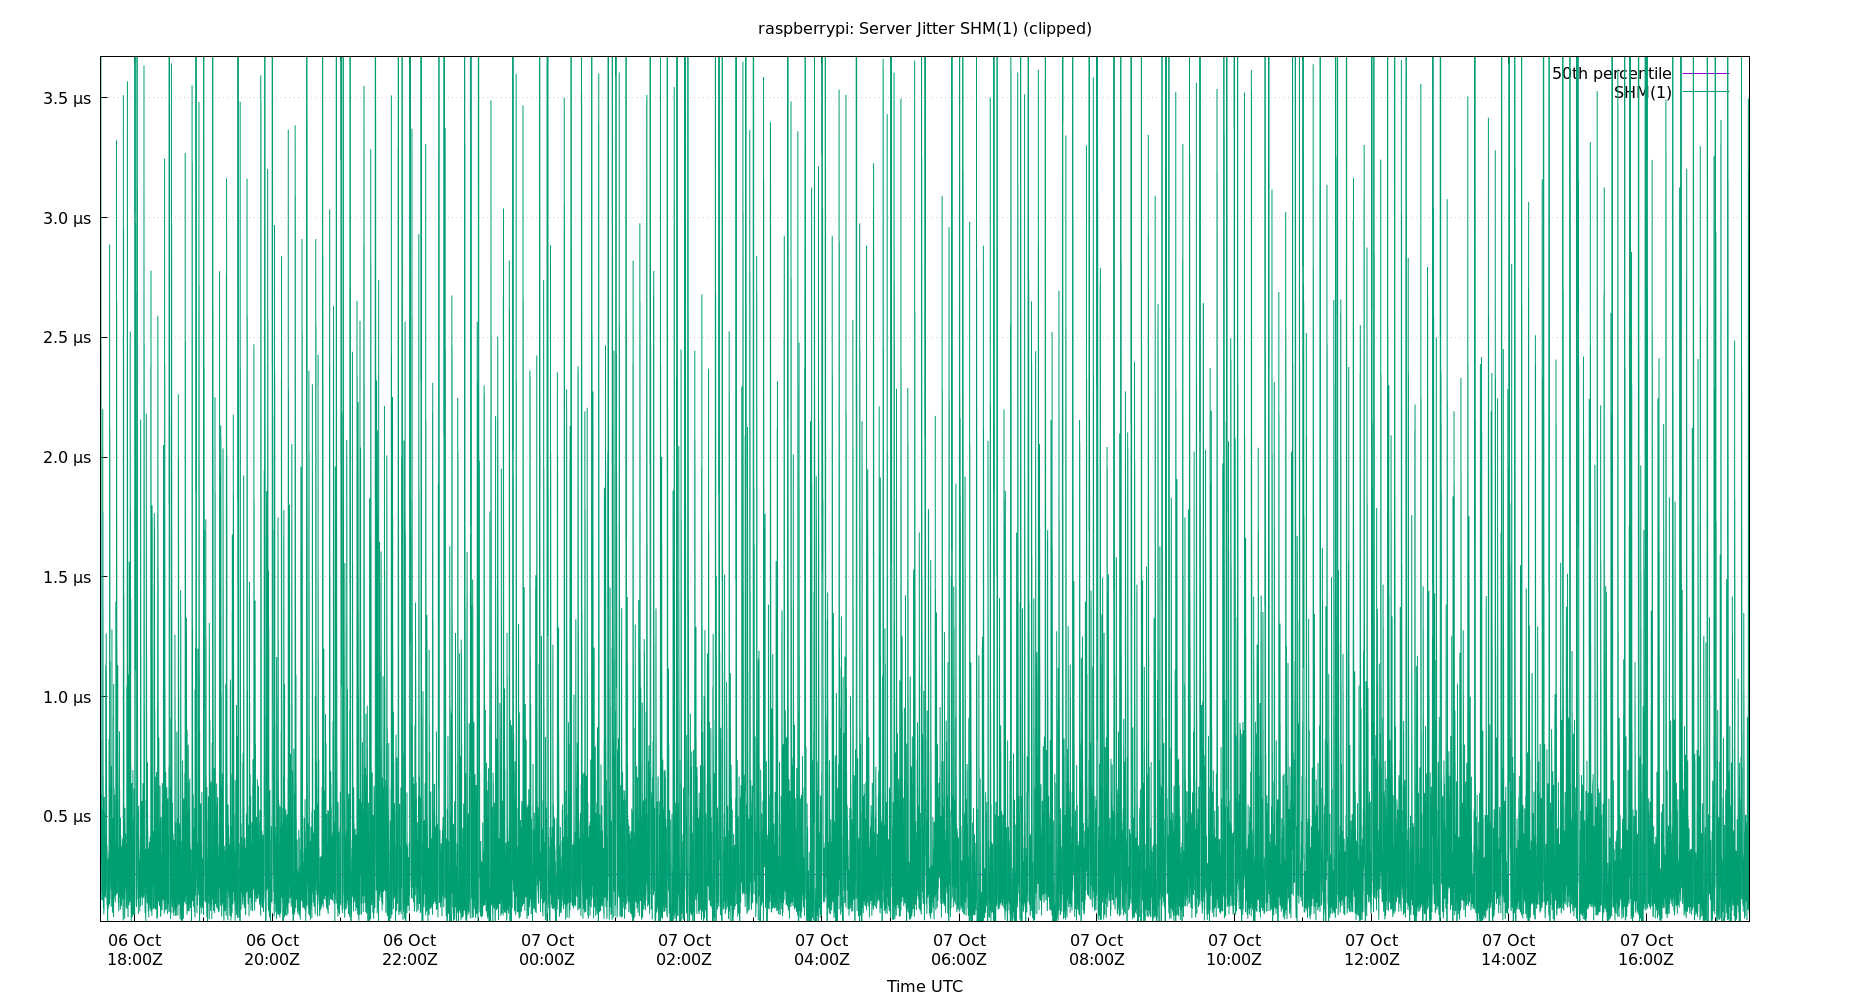 raspberrypi: Server Jitter SHM(1) (clipped)
50th percentile
SHM(1)
3.5 µs
3.0 µs
2.5 µs
2.0 µs
1.5 µs
1.0 µs
0.5 µs
06 Oct 06 Oct 06 Oct 07 Oct 07 Oct 07 Oct 07 Oct 07 Oct 07 Oct 07 Oct 07 Oct 07 Oct
18:00Z 20:00Z 22:00Z 00:00Z 02:00Z 04:00Z 06:00Z 08:00Z 10:00Z 12:00Z 14:00Z 16:00Z
Time UTC